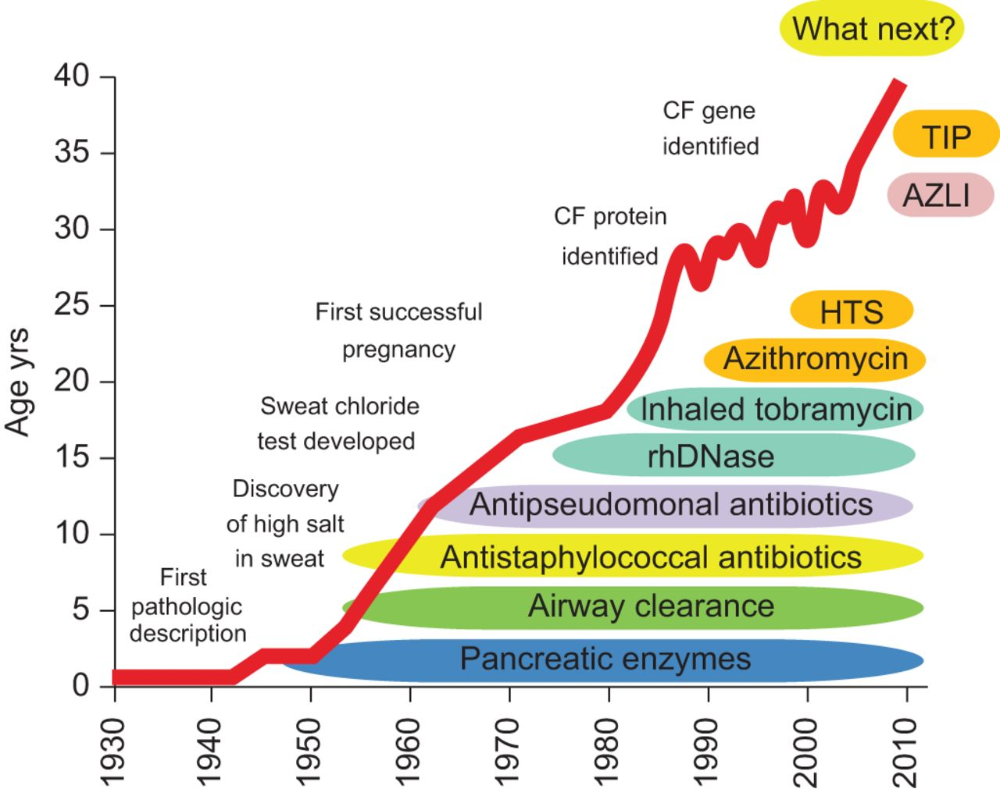 What next?
40
CF gene
identified
TIP
35
AZLI
CF protein
identified
30
First successful
pregnancy
25
HTS
Azithromycin
20
Sweat chloride
test developed
Inhaled tobramycin
rhDNase
15
Discovery
of high salt
in sweat
Antipseudomonal antibiotics
10
Antistaphylococcal antibiotics
First
pathologic
description
Airway clearance
5
Pancreatic enzymes
0
Age yrs
1930
1940
1950
1960
1970
1980
1990
2000
2010